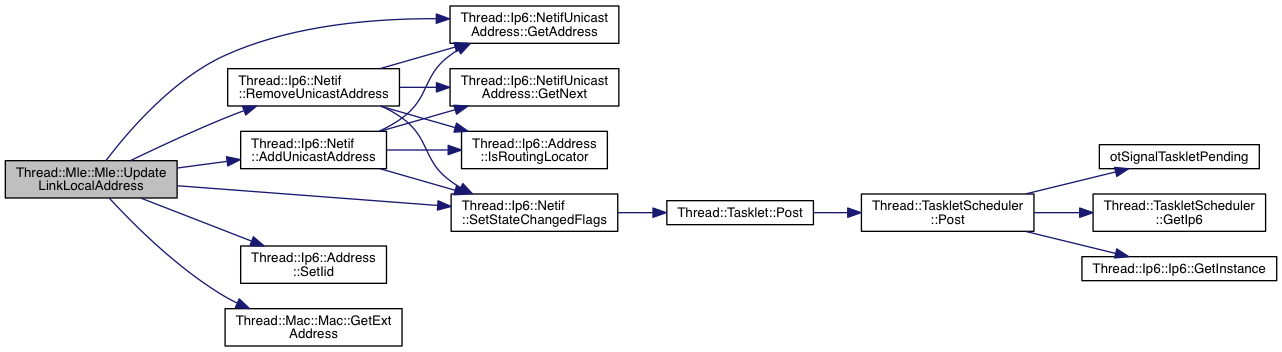 Thread::Mle::Mle::Update
LinkLocalAddress
Thread::Ip6::NetifUnicast
Address::GetAddress
Thread::Ip6::Netif
::RemoveUnicastAddress
Thread::Ip6::NetifUnicast
Address::GetNext
Thread::Ip6::Netif
::AddUnicastAddress
Thread::Ip6::Address
::IsRoutingLocator
Thread::Ip6::Netif
::SetStateChangedFlags
Thread::Tasklet::Post
Thread::TaskletScheduler
::Post
otSignalTaskletPending
Thread::TaskletScheduler
::GetIp6
Thread::Ip6::Ip6::GetInstance
Thread::Ip6::Address
::SetIid
Thread::Mac::Mac::GetExt
Address